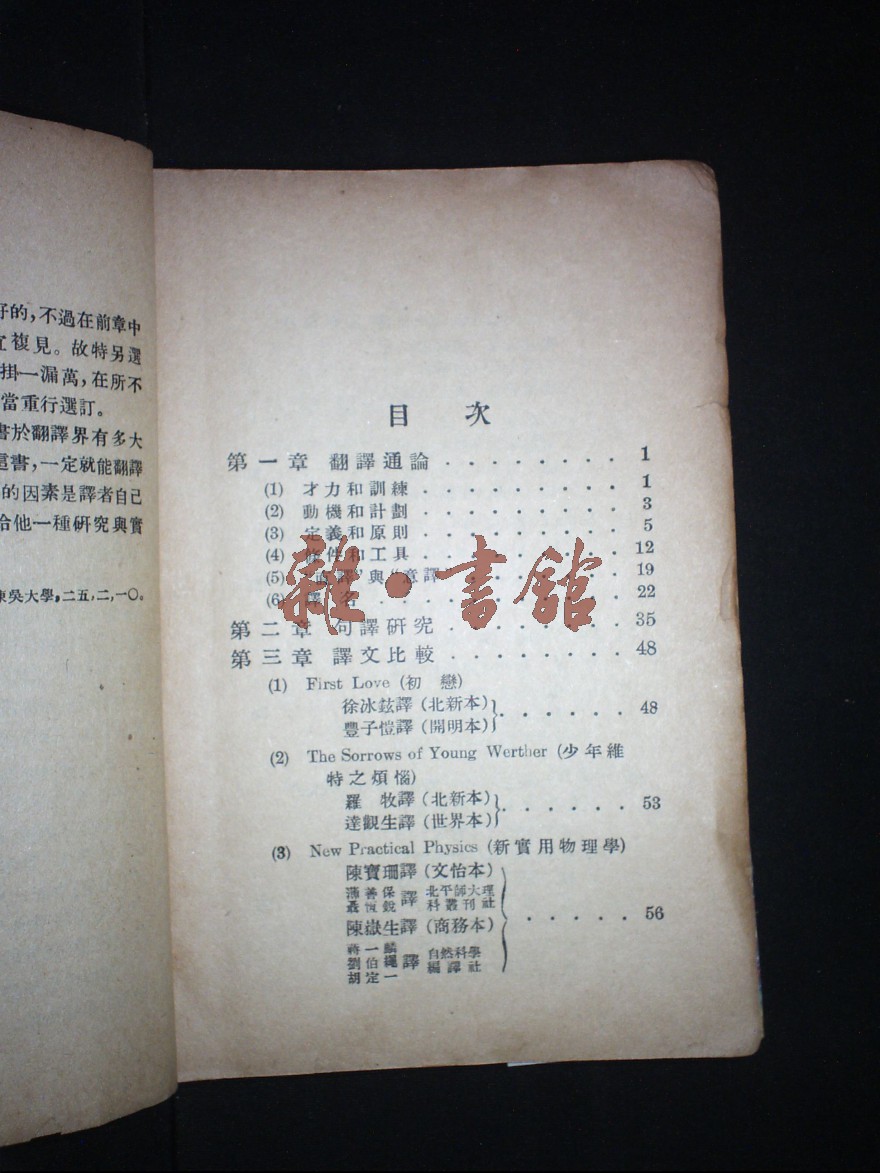 好的，不過在前章中
複見。故特另選
掛一漏萬，在所不
當重行選訂。
書於翻譯界有多大
這書，一定就能翻譯
的因素是譯者自己
給他一種研究與實
東吳大學，二五，二，一〇。
目 次
第一章 翻譯通論 . . . . . . . . 1
(1) 才力和訓練 . . . . . . . . . 1
(2) 動機和計劃 . . . . . . . . . 3
(3) 定義和原則 . . . . . . . . . 5
(4) 條件和工具 . . . . . . . . . 12
(5) “直譯”與“意譯” . . . . . . . 19
(6) 譯名 . . . . . . . . . . . 22
第二章 句譯研究 . . . . . . . . 35
第三章 譯文比較 . . . . . . . . 48
(1) First Love (初 戀)
徐冰鉉譯（北新本）
豐子愷譯（開明本） . . . . . . 48
(2) The Sorrows of Young Werther (少年維
特之煩惱)
羅 牧譯（北新本）
達觀生譯（世界本） . . . . . . 53
(3) New Practical Physics (新實用物理學)
陳寶珊譯（文怡本）
善保 聶恆銳 譯 北平師大理科叢刊社
陳嶽生譯（商務本） . . . . . 56
蔣一麟 劉伯繩 胡定一 譯 自然科學編譯社
雜·書館